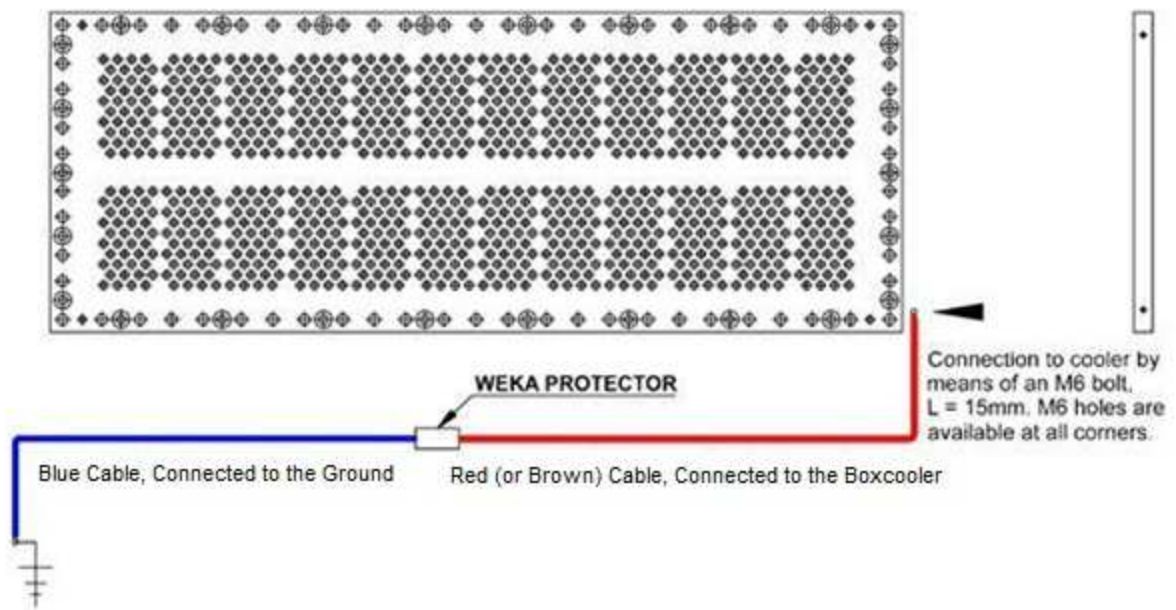 WEKA PROTECTOR
Connection to cooler by
means of an M6 bolt,
L = 15mm. M6 holes are
available at all corners.
Blue Cable, Connected to the Ground
Red (or Brown) Cable, Connected to the Boxcooler